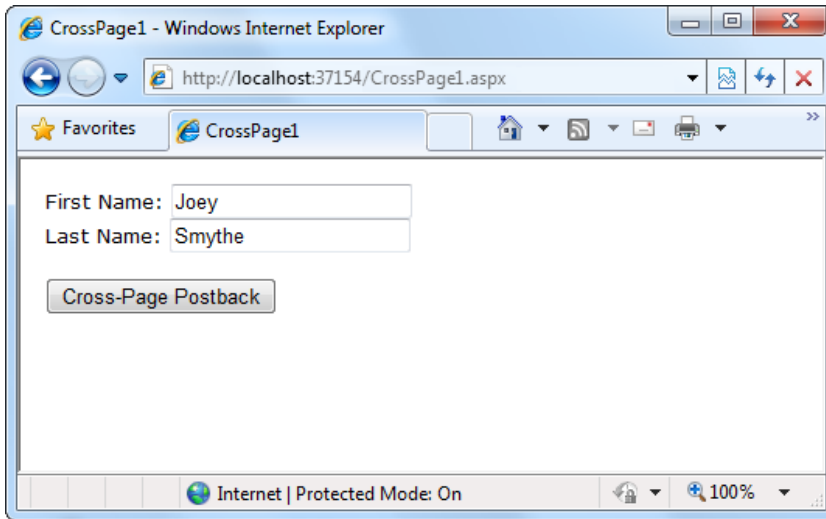 CrossPage1 - Windows Internet Explorer
http://localhost:37154/CrossPage1.aspx
Favorites
CrossPage1
First Name: Joey
Last Name: Smythe
Cross-Page Postback
Internet | Protected Mode: On
100%